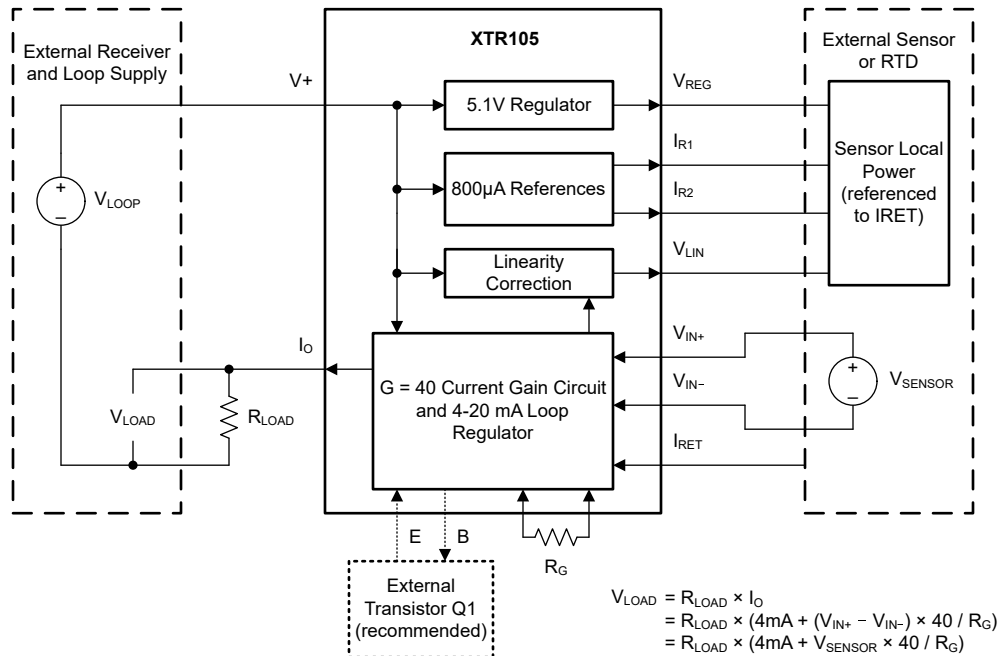 XTR105
External Receiver
and Loop Supply
External Sensor
or RTD
V+
5.1V Regulator
VREG
800µA References
IR1
IR2
Sensor Local
Power
(referenced
to IRET)
+
−
VLOOP
Linearity
Correction
VLIN
IO
G = 40 Current Gain Circuit
and 4-20 mA Loop
Regulator
VIN+
VIN−
IRET
+
−
VSENSOR
VLOAD
RLOAD
E
B
RG
External
Transistor Q1
(recommended)
VLOAD = RLOAD × IO
= RLOAD × (4mA + (VIN+ − VIN−) × 40 / RG)
= RLOAD × (4mA + VSENSOR × 40 / RG)